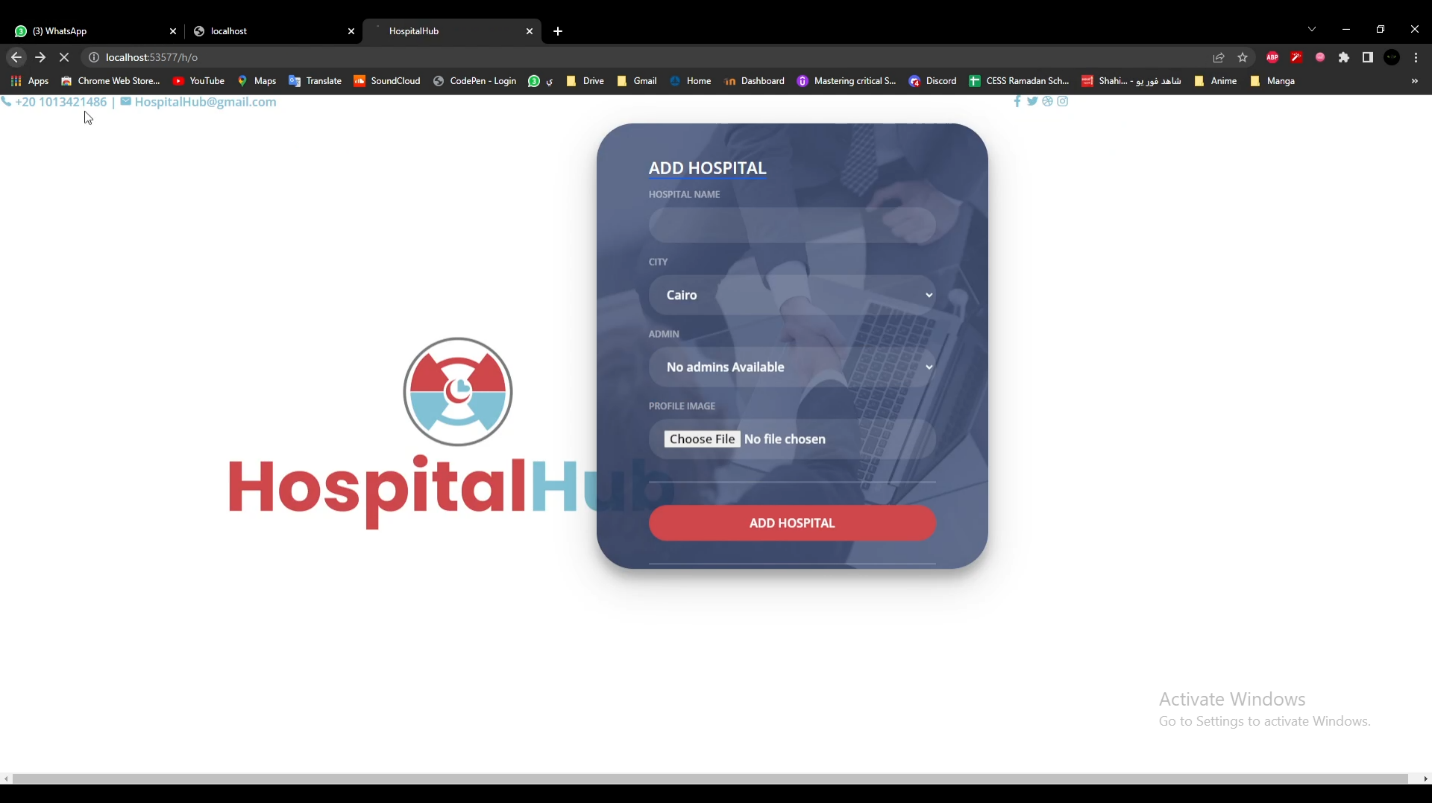 (3) WhatsApp
localhost
HospitalHub
localhost:53577/h/o
ABP
Apps
Chrome Web Store...
YouTube
Maps
Translate
SoundCloud
CodePen - Login
ي
Drive
Gmail
Home
Dashboard
Mastering critical S...
Discord
CESS Ramadan Sch...
Shahi... - شاهد فور يو
Anime
Manga
»
+20 1013421486 | HospitalHub@gmail.com
ADD HOSPITAL
HOSPITAL NAME
CITY
Cairo
ADMIN
No admins Available
PROFILE IMAGE
Choose File No file chosen
ADD HOSPITAL
HospitalHub
Activate Windows
Go to Settings to activate Windows.